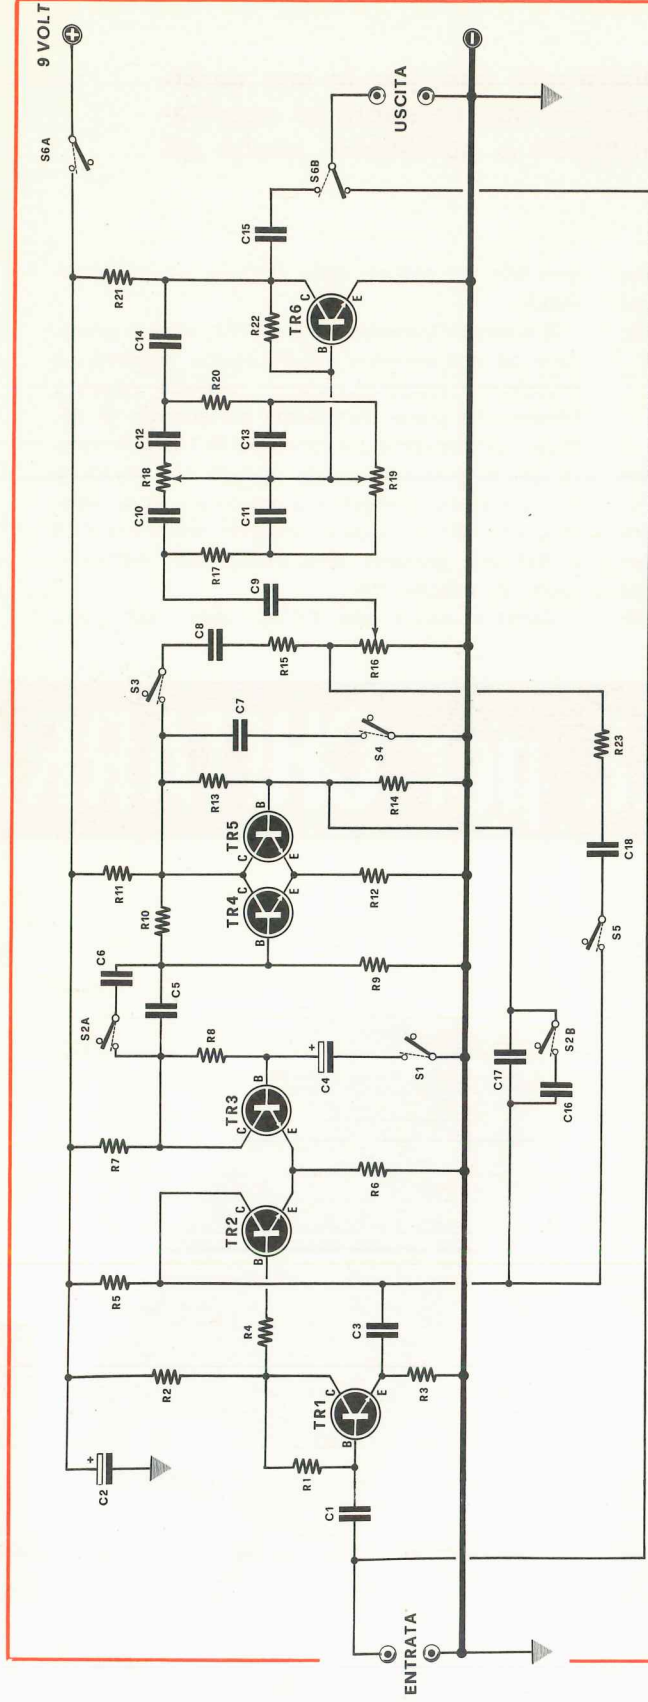 9 VOLT
+
S6A
-
USCITA
S6B
C15
R21
C14
R22
C
B
E
TR6
R20
C12
C13
R18
R19
C10
C11
R17
C9
C8
R15
R16
S3
C7
S4
R13
R14
R23
TR5
B
C
E
R11
R10
R12
TR4
C
B
E
C18
S5
C6
S2A
C5
R9
R8
+
C4
S1
C17
S2B
C16
TR3
B
C
E
R7
R6
TR2
C
B
E
R5
R4
C3
R2
R3
TR1
C
B
E
+
C2
R1
C1
ENTRATA